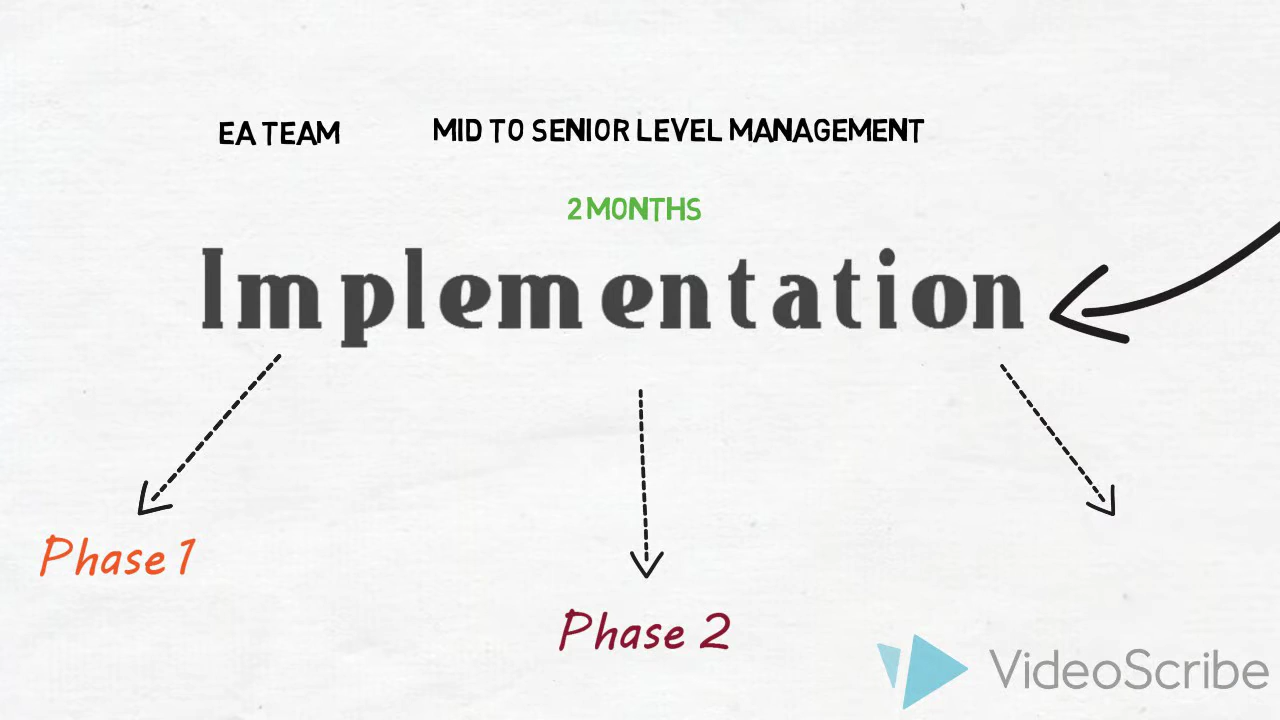 EA TEAM
MID TO SENIOR LEVEL MANAGEMENT
2 MONTHS
Implementation
Phase 1
Phase 2
VideoScribe